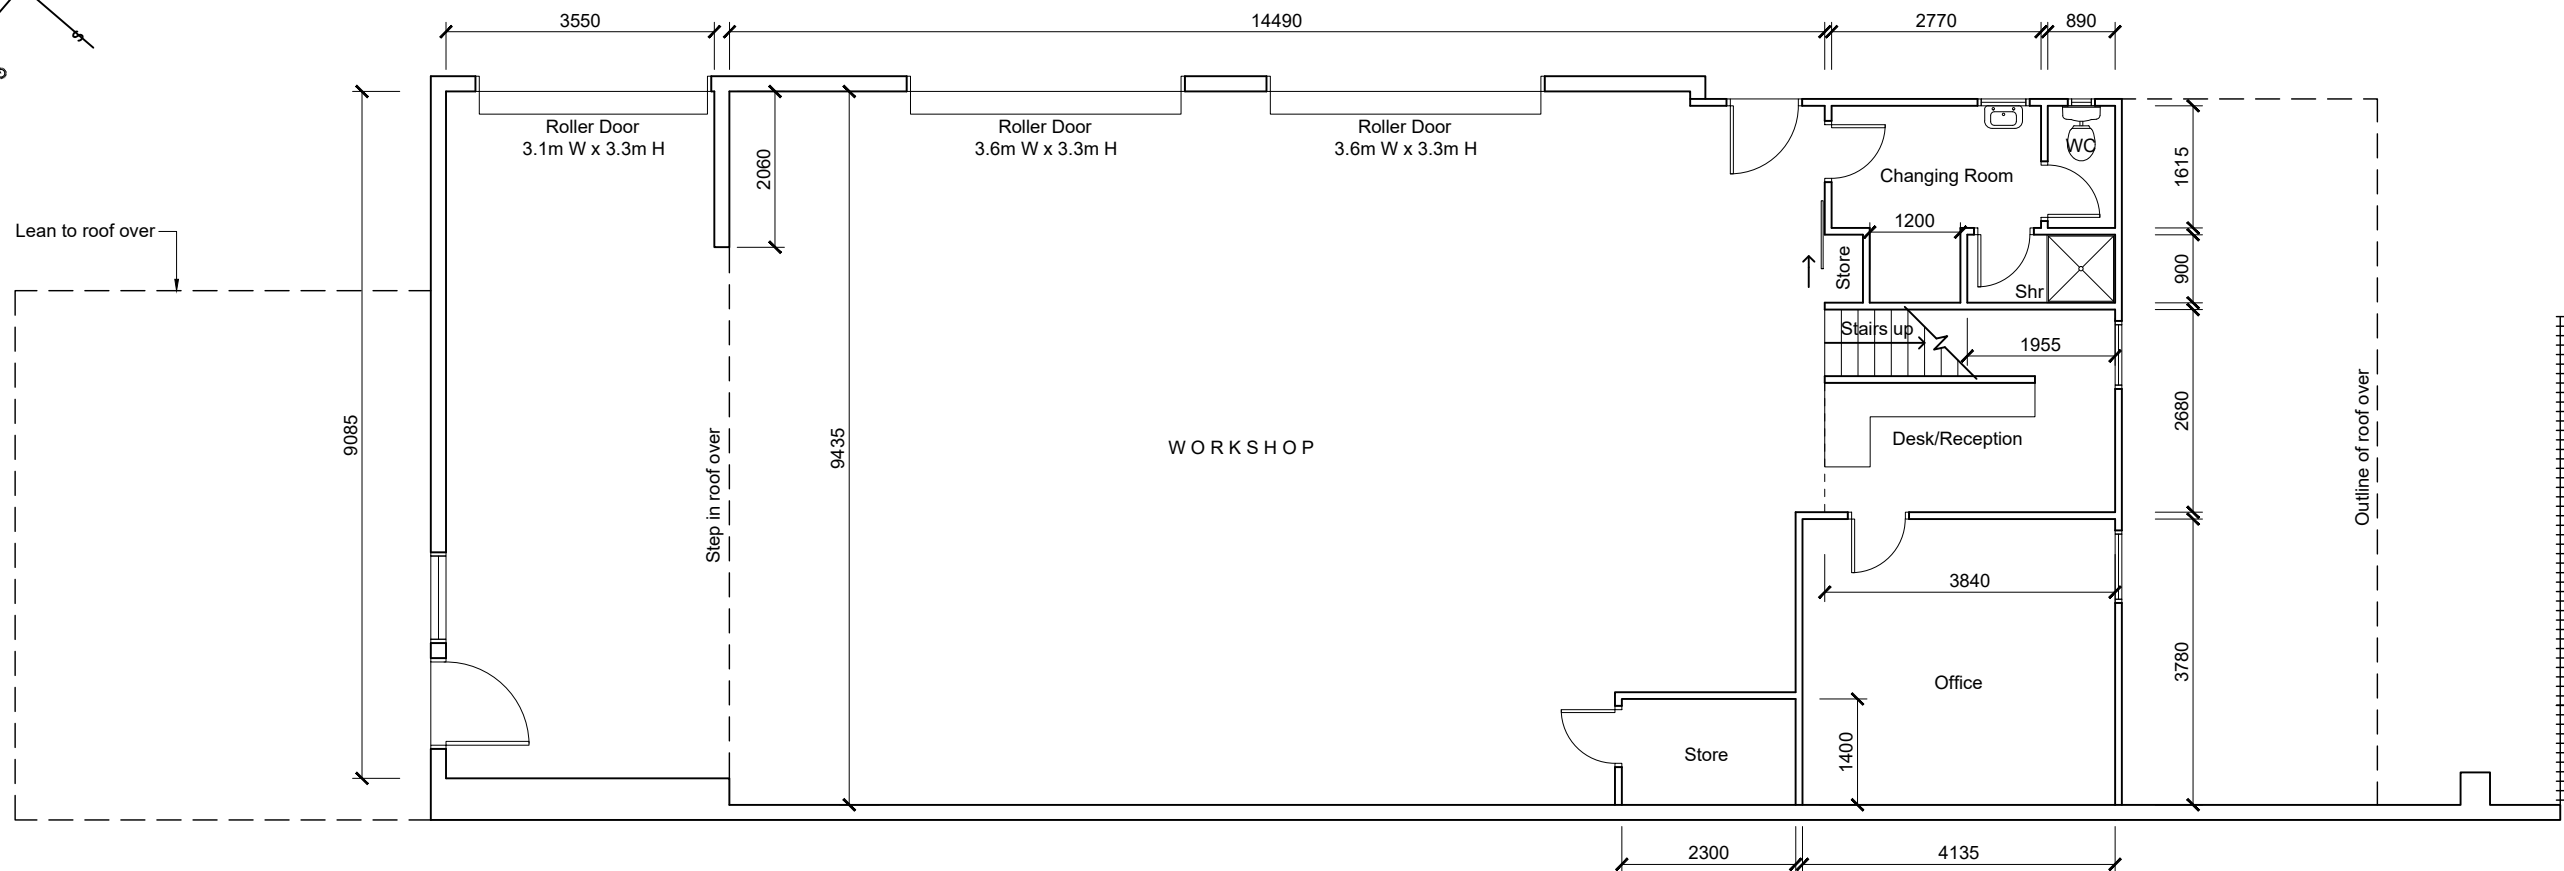 3550
14490
2770
890
S
Roller Door
3.1m W x 3.3m H
Roller Door
3.6m W x 3.3m H
Roller Door
3.6m W x 3.3m H
WC
2060
1615
Changing Room
Lean to roof over
1200
Store
900
Shr
Stairs up
1955
9085
Step in roof over
9435
WORKSHOP
Desk/Reception
2680
Outline of roof over
3840
Office
3780
Store
1400
2300
4135